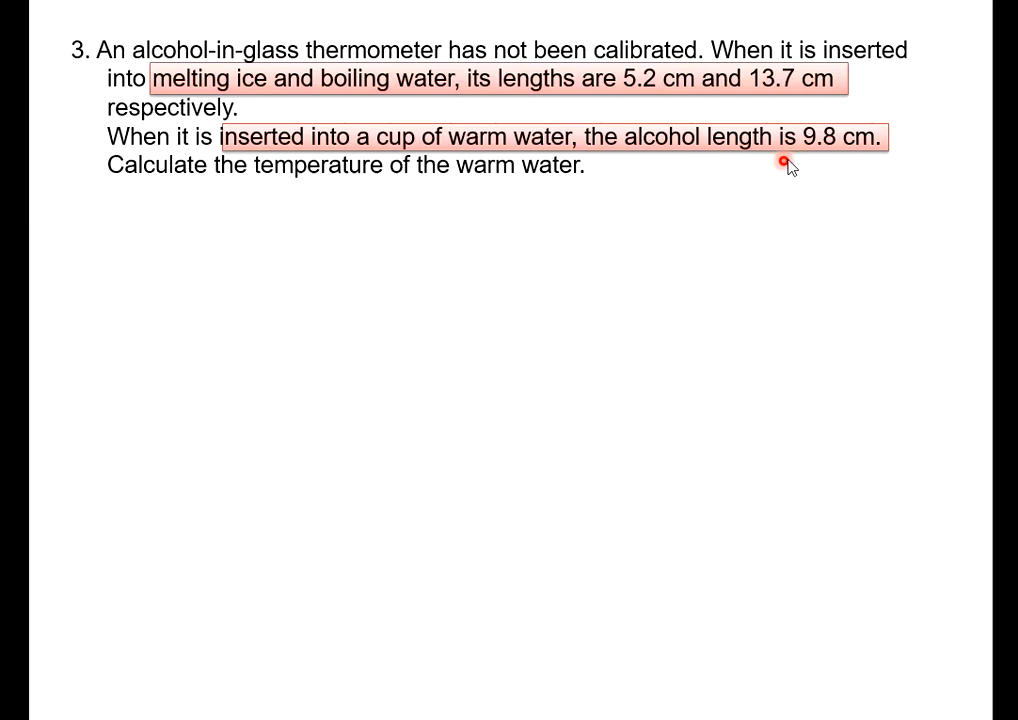 3. An alcohol-in-glass thermometer has not been calibrated. When it is inserted
into melting ice and boiling water, its lengths are 5.2 cm and 13.7 cm
respectively.
When it is inserted into a cup of warm water, the alcohol length is 9.8 cm.
Calculate the temperature of the warm water.